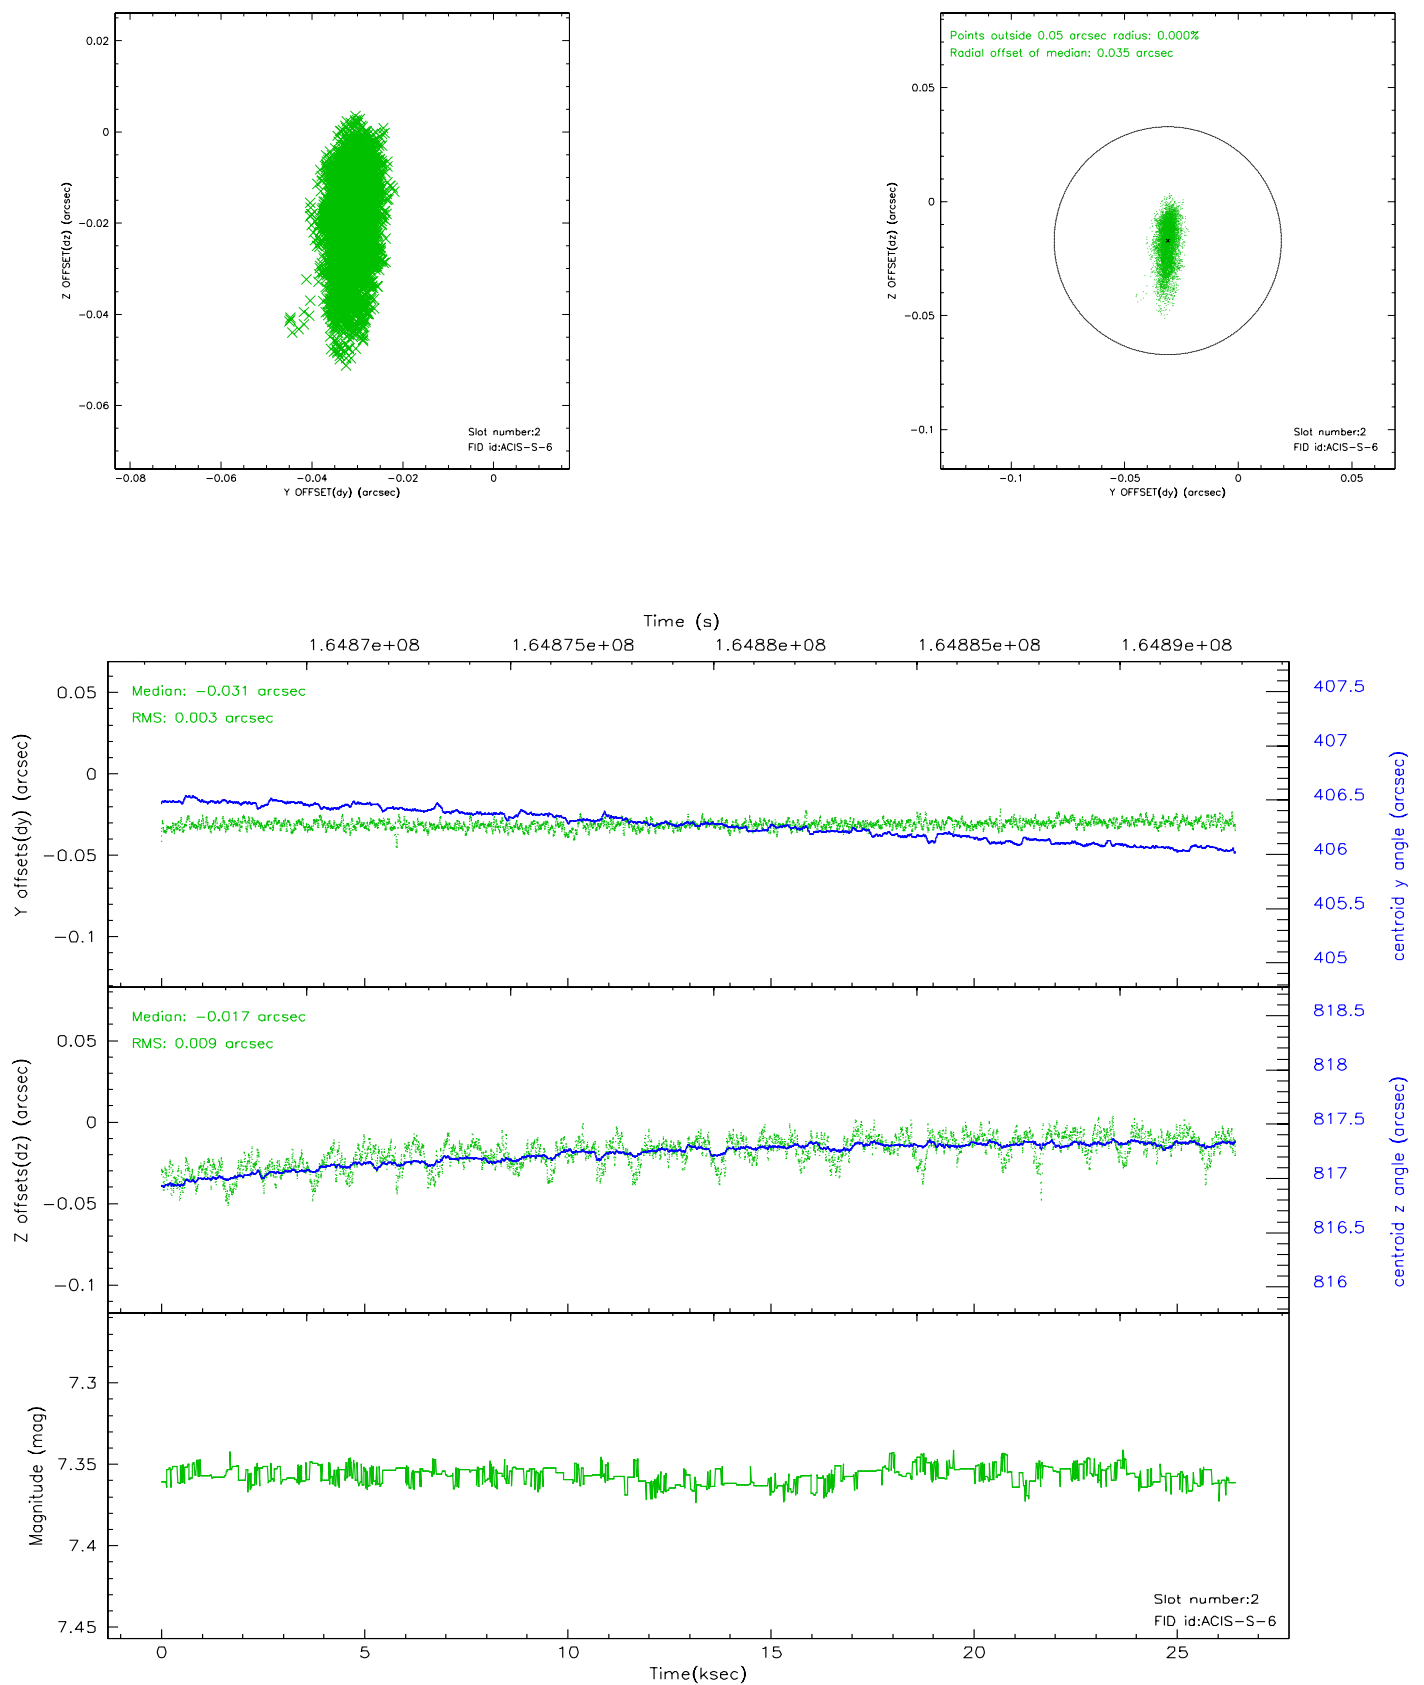 0.02
0
-0.02
-0.04
-0.06
Z OFFSET(dz) (arcsec)
Slot number:2
FID id:ACIS-S-6
-0.08 -0.06 -0.04 -0.02 0
Y OFFSET(dy) (arcsec)
Points outside 0.05 arcsec radius: 0.000%
Radial offset of median: 0.035 arcsec
0.05
0
-0.05
-0.1
Z OFFSET(dz) (arcsec)
Slot number:2
FID id:ACIS-S-6
-0.1 -0.05 0 0.05
Y OFFSET(dy) (arcsec)
Time (s)
1.6487e+08 1.64875e+08 1.6488e+08 1.64885e+08 1.6489e+08
Median: -0.031 arcsec
RMS: 0.003 arcsec
0.05
0
-0.05
-0.1
Y offsets(dy) (arcsec)
407.5
407
406.5
406
405.5
405
centroid y angle (arcsec)
Median: -0.017 arcsec
RMS: 0.009 arcsec
0.05
0
-0.05
-0.1
Z offsets(dz) (arcsec)
818.5
818
817.5
817
816.5
816
centroid z angle (arcsec)
7.3
7.35
7.4
7.45
Magnitude (mag)
Slot number:2
FID id:ACIS-S-6
0 5 10 15 20 25
Time(ksec)